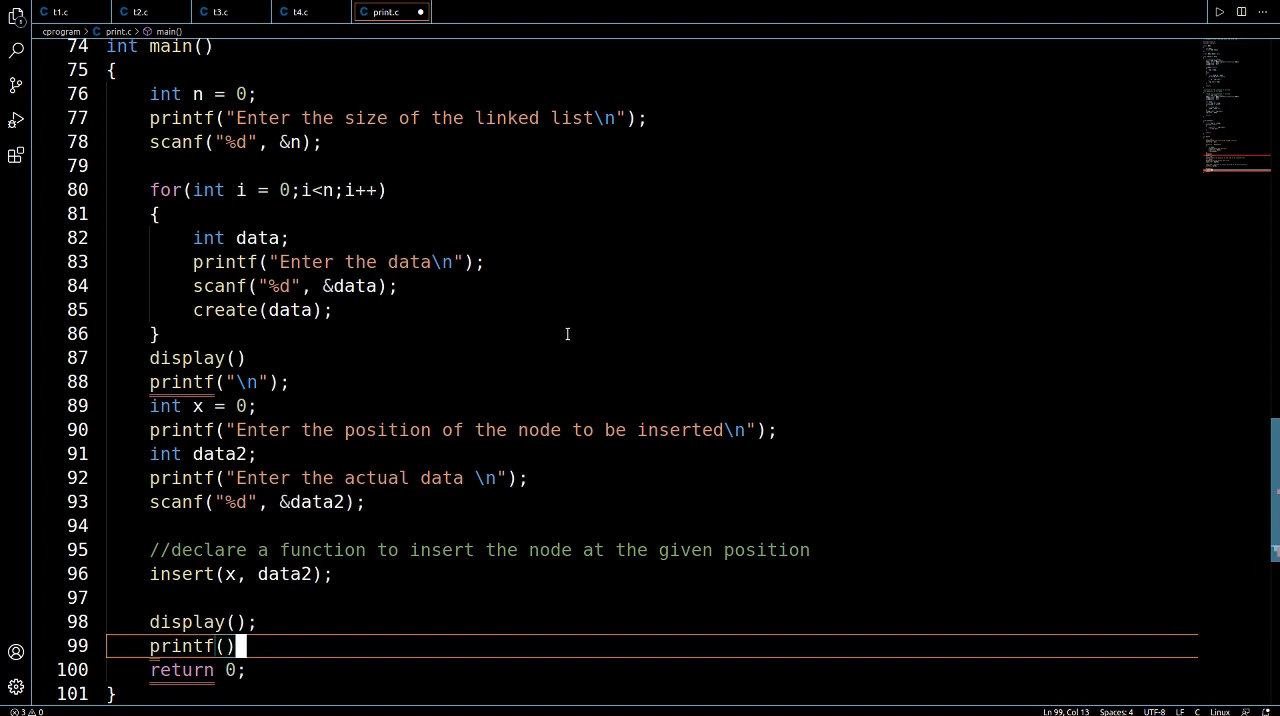 t1.c t2.c t3.c t4.c print.c
cprogram > print.c > main()
74 int main()
75 {
76 int n = 0;
77 printf("Enter the size of the linked list\n");
78 scanf("%d", &n);
79
80 for(int i = 0;i<n;i++)
81 {
82 int data;
83 printf("Enter the data\n");
84 scanf("%d", &data);
85 create(data);
86 }
87 display()
88 printf("\n");
89 int x = 0;
90 printf("Enter the position of the node to be inserted\n");
91 int data2;
92 printf("Enter the actual data \n");
93 scanf("%d", &data2);
94
95 //declare a function to insert the node at the given position
96 insert(x, data2);
97
98 display();
99 printf()
100 return 0;
101 }
3 0 Ln 99, Col 13 Spaces: 4 UTF-8 LF C Linux